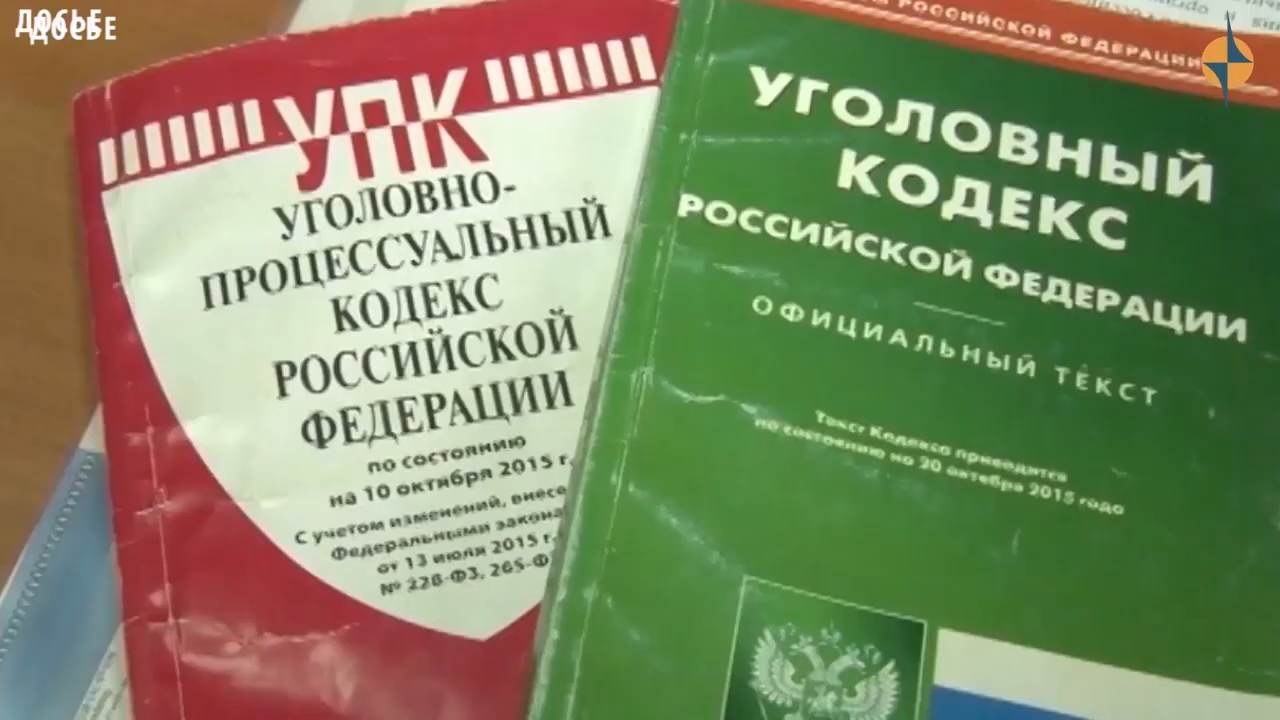 ДОСЬЕ
ДОСЬЕ
УПК
УГОЛОВНО-
ПРОЦЕССУАЛЬНЫЙ
КОДЕКС
РОССИЙСКОЙ
ФЕДЕРАЦИИ
по состоянию
на 10 октября 2015 г.
С учетом изменений, внесе
Федеральными закона
от 13 июля 2015 г.
№ 228-ФЗ, 265-Ф
РОССИЙСКОЙ ФЕДЕРАЦИИ
УГОЛОВНЫЙ
КОДЕКС
РОССИЙСКОЙ ФЕДЕРАЦИИ
ОФИЦИАЛЬНЫЙ ТЕКСТ
Текст Кодекса приводится
по состоянию на 20 октября 2015 года